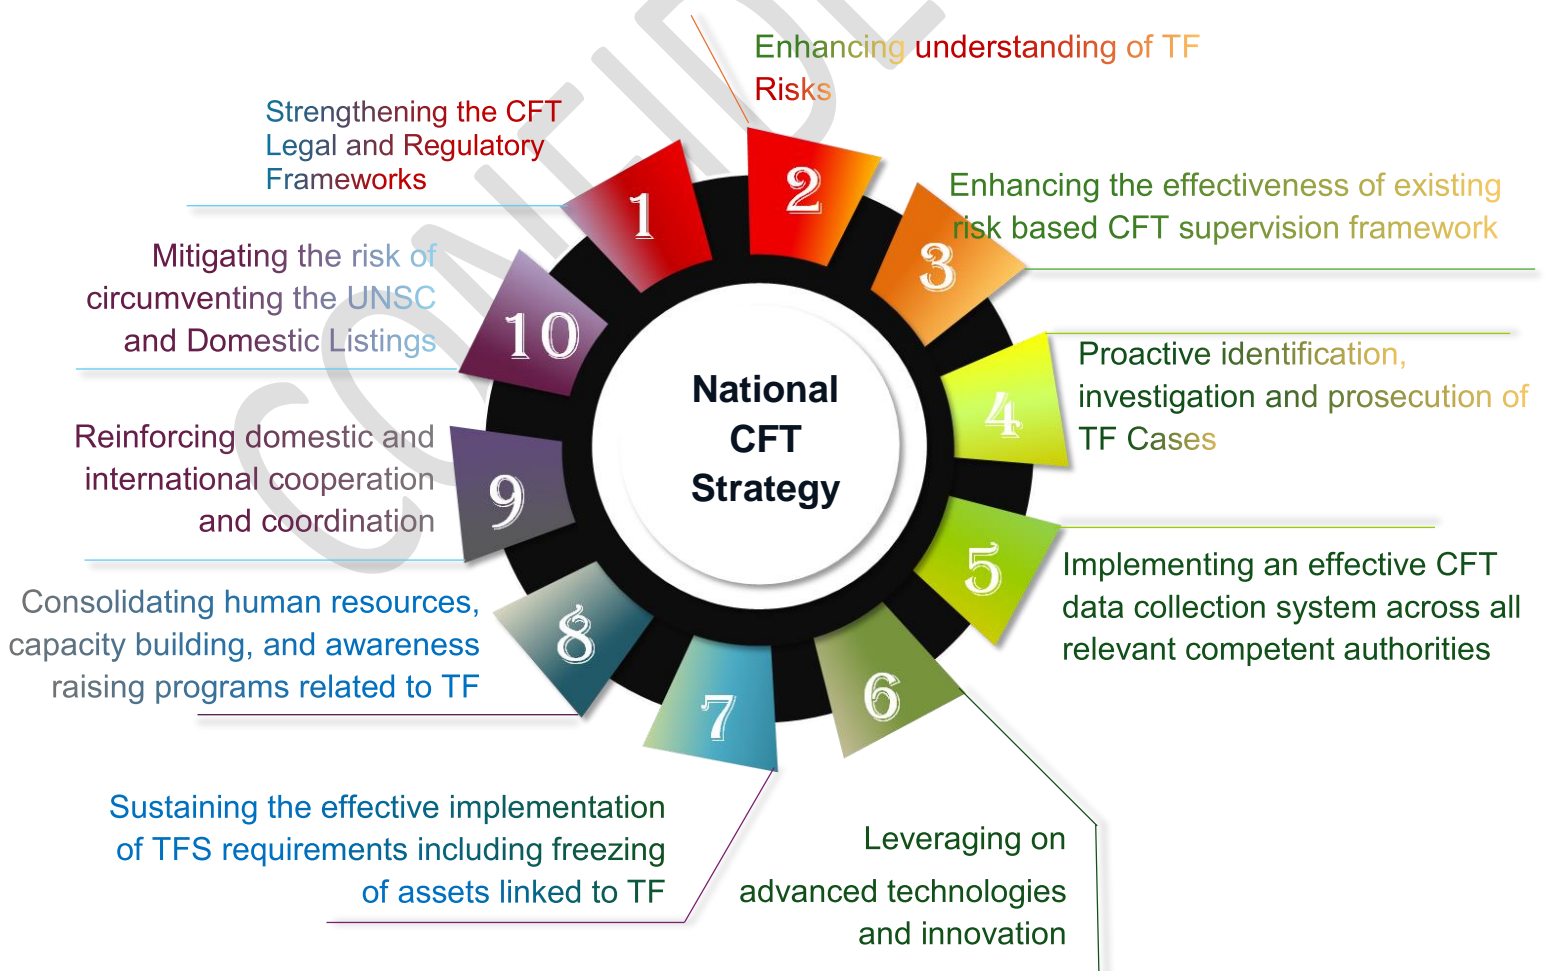 Strengthening the CFT
Legal and Regulatory
Frameworks
1
Enhancing understanding of TF
Risks
2
Enhancing the effectiveness of existing
risk based CFT supervision framework
3
Proactive identification,
investigation and prosecution of
TF Cases
4
Implementing an effective CFT
data collection system across all
relevant competent authorities
5
Leveraging on
advanced technologies
and innovation
6
Sustaining the effective implementation
of TFS requirements including freezing
of assets linked to TF
7
Consolidating human resources,
capacity building, and awareness
raising programs related to TF
8
Reinforcing domestic and
international cooperation
and coordination
9
Mitigating the risk of
circumventing the UNSC
and Domestic Listings
10
National
CFT
Strategy